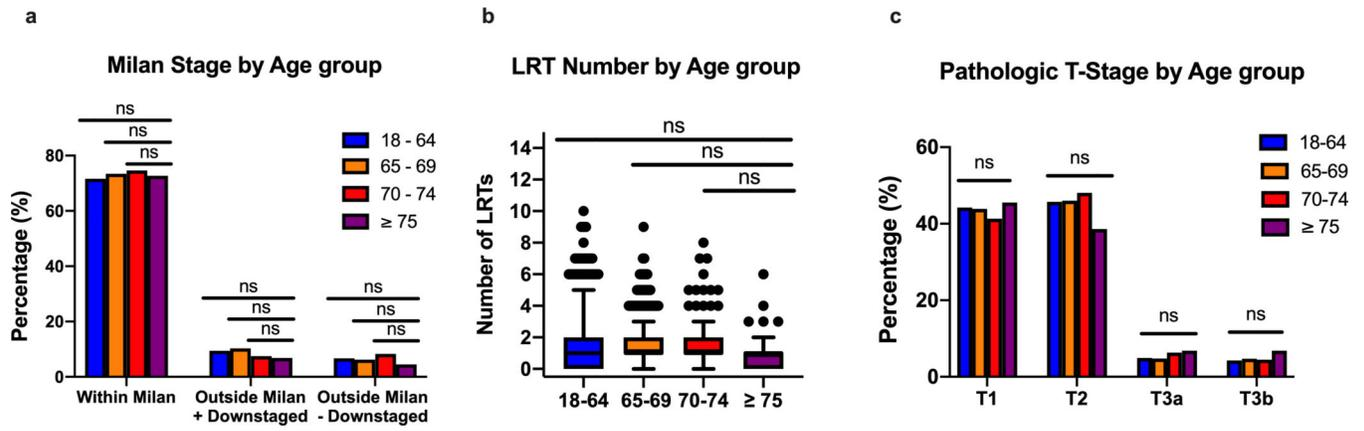 a
Milan Stage by Age group
ns
ns
ns
18 - 64
65 - 69
70 - 74
≥ 75
Percentage (%)
80
60
40
20
0
ns
ns
ns
ns
ns
ns
Within Milan
Outside Milan
+ Downstaged
Outside Milan
- Downstaged
b
LRT Number by Age group
ns
ns
ns
Number of LRTs
14
12
10
8
6
4
2
0
18-64
65-69
70-74
≥ 75
c
Pathologic T-Stage by Age group
18-64
65-69
70-74
≥ 75
Percentage (%)
60
40
20
0
ns
ns
ns
ns
T1
T2
T3a
T3b